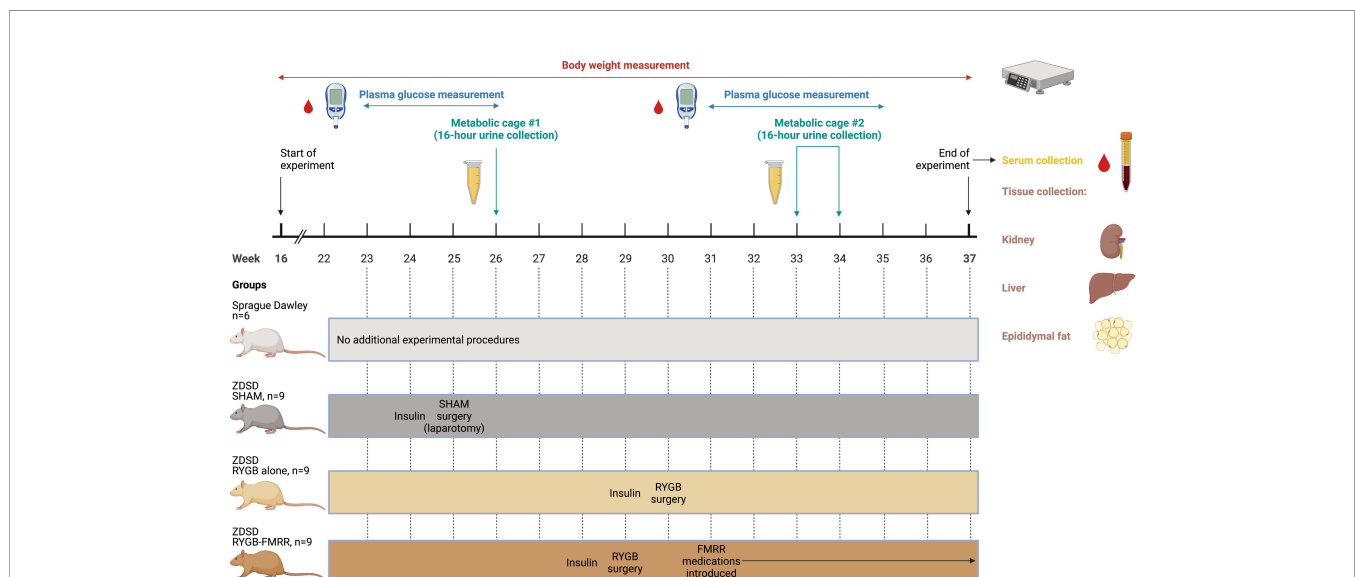 Body weight measurement
Plasma glucose measurement
Plasma glucose measurement
Metabolic cage #1
(16-hour urine collection)
Metabolic cage #2
(16-hour urine collection)
Start of
experiment
End of
experiment
Serum collection
Tissue collection:
Kidney
Liver
Epididymal fat
Week 16 22 23 24 25 26 27 28 29 30 31 32 33 34 35 36 37
Groups
Sprague Dawley
n=6
No additional experimental procedures
ZDSD
SHAM, n=9
Insulin
SHAM
surgery
(laparotomy)
ZDSD
RYGB alone, n=9
Insulin
RYGB
surgery
ZDSD
RYGB-FMRR, n=9
Insulin
RYGB
surgery
FMRR
medications
introduced